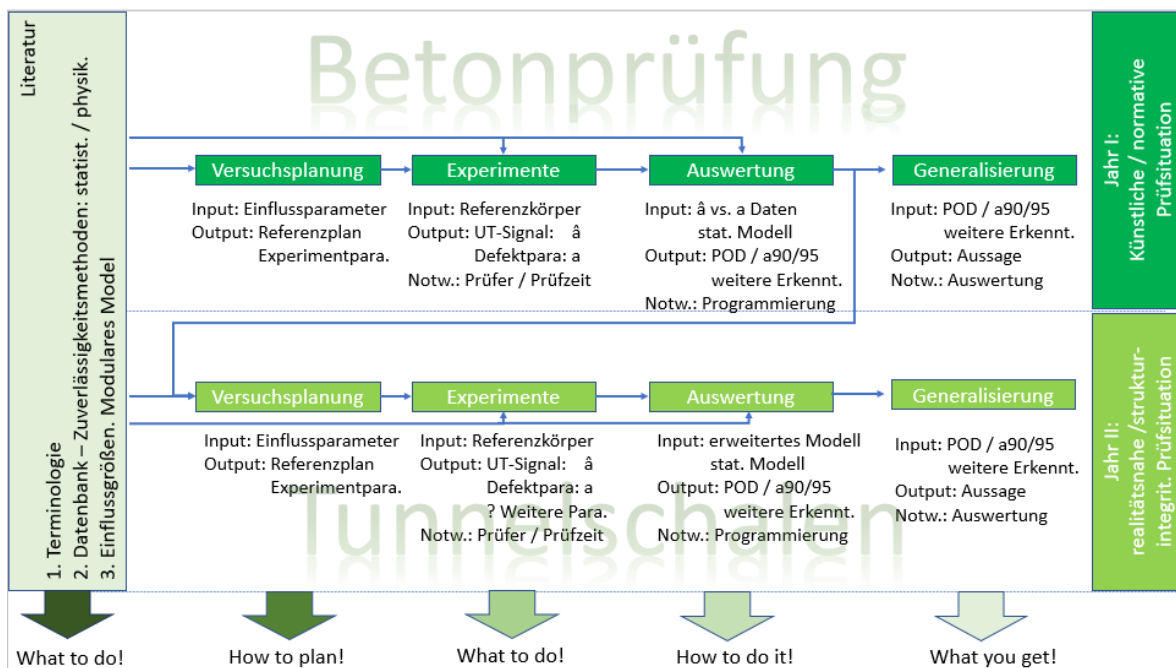 Literatur
1. Terminologie
2. Datenbank – Zuverlässigkeitsmethoden: statist. / physik.
3. Einflussgrößen. Modulares Model
Betonprüfung
Versuchsplanung
Input: Einflussparameter
Output: Referenzplan
Experimentpara.
Experimente
Input: Referenzkörper
Output: UT-Signal: â
Defektpara: a
Notw.: Prüfer / Prüfzeit
Auswertung
Input: â vs. a Daten
stat. Modell
Output: POD / a90/95
weitere Erkennt.
Notw.: Programmierung
Generalisierung
Input: POD / a90/95
weitere Erkennt.
Output: Aussage
Notw.: Auswertung
Jahr I:
Künstliche / normative
Prüfsituation
Versuchsplanung
Input: Einflussparameter
Output: Referenzplan
Experimentpara.
Experimente
Input: Referenzkörper
Output: UT-Signal: â
Defektpara: a
? Weitere Para.
Notw.: Prüfer / Prüfzeit
Auswertung
Input: erweitertes Modell
stat. Modell
Output: POD / a90/95
weitere Erkennt.
Notw.: Programmierung
Generalisierung
Input: POD / a90/95
weitere Erkennt.
Output: Aussage
Notw.: Auswertung
Jahr II:
realitätsnahe /struktur-
integrit. Prüfsituation
Tunnelschalen
What to do!
How to plan!
What to do!
How to do it!
What you get!